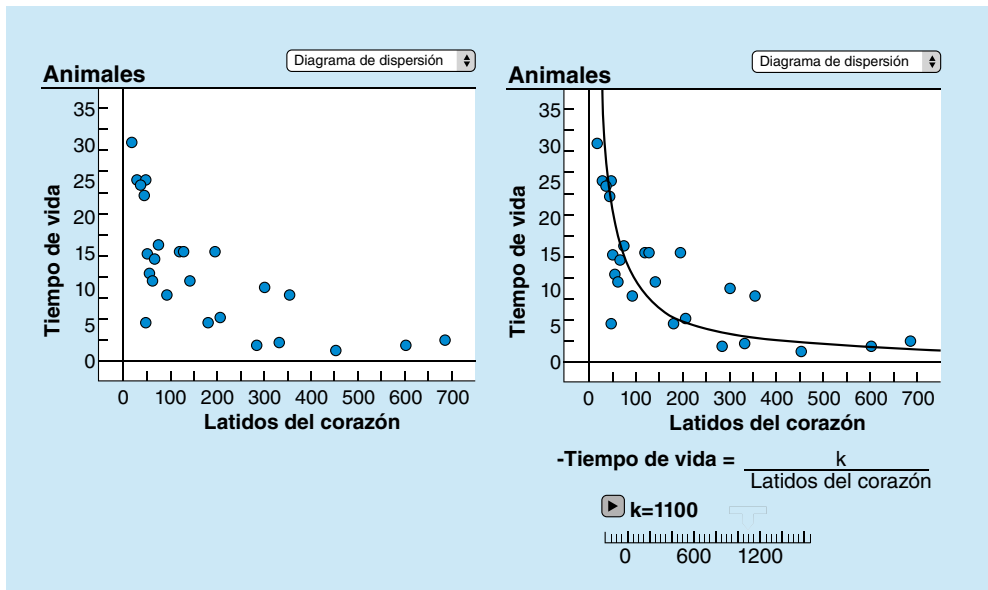 Diagrama de dispersión
Animales
35
30
25
20
15
10
5
0
Tiempo de vida
0 100 200 300 400 500 600 700
Latidos del corazón
Diagrama de dispersión
Animales
35
30
25
20
15
10
5
0
Tiempo de vida
0 100 200 300 400 500 600 700
Latidos del corazón
-Tiempo de vida = k
Latidos del corazón
k=1100
0 600 1200